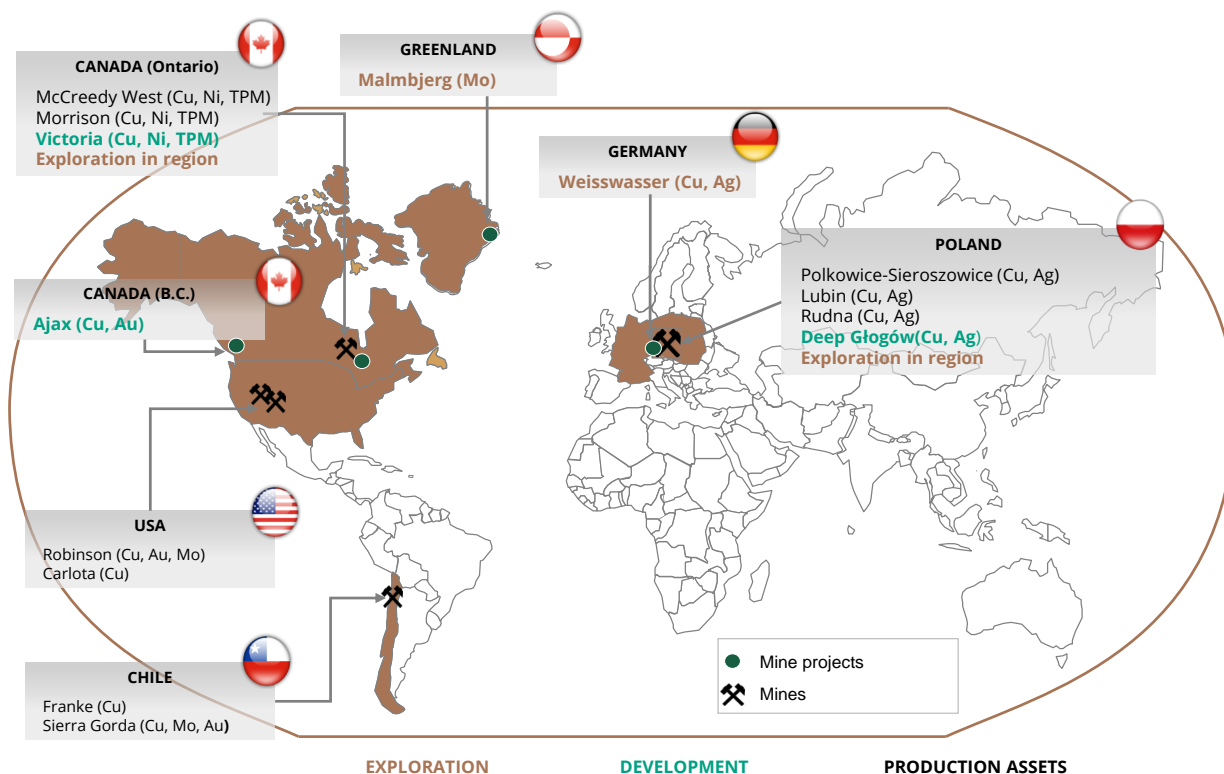 CANADA (Ontario)
McCreedy West (Cu, Ni, TPM)
Morrison (Cu, Ni, TPM)
Victoria (Cu, Ni, TPM)
Exploration in region
GREENLAND
Malmbjerg (Mo)
GERMANY
Weisswasser (Cu, Ag)
POLAND
Polkowice-Sieroszowice (Cu, Ag)
Lubin (Cu, Ag)
Rudna (Cu, Ag)
Deep Głogów(Cu, Ag)
Exploration in region
CANADA (B.C.)
Ajax (Cu, Au)
USA
Robinson (Cu, Au, Mo)
Carlota (Cu)
CHILE
Franke (Cu)
Sierra Gorda (Cu, Mo, Au)
Mine projects
Mines
EXPLORATION
DEVELOPMENT
PRODUCTION ASSETS